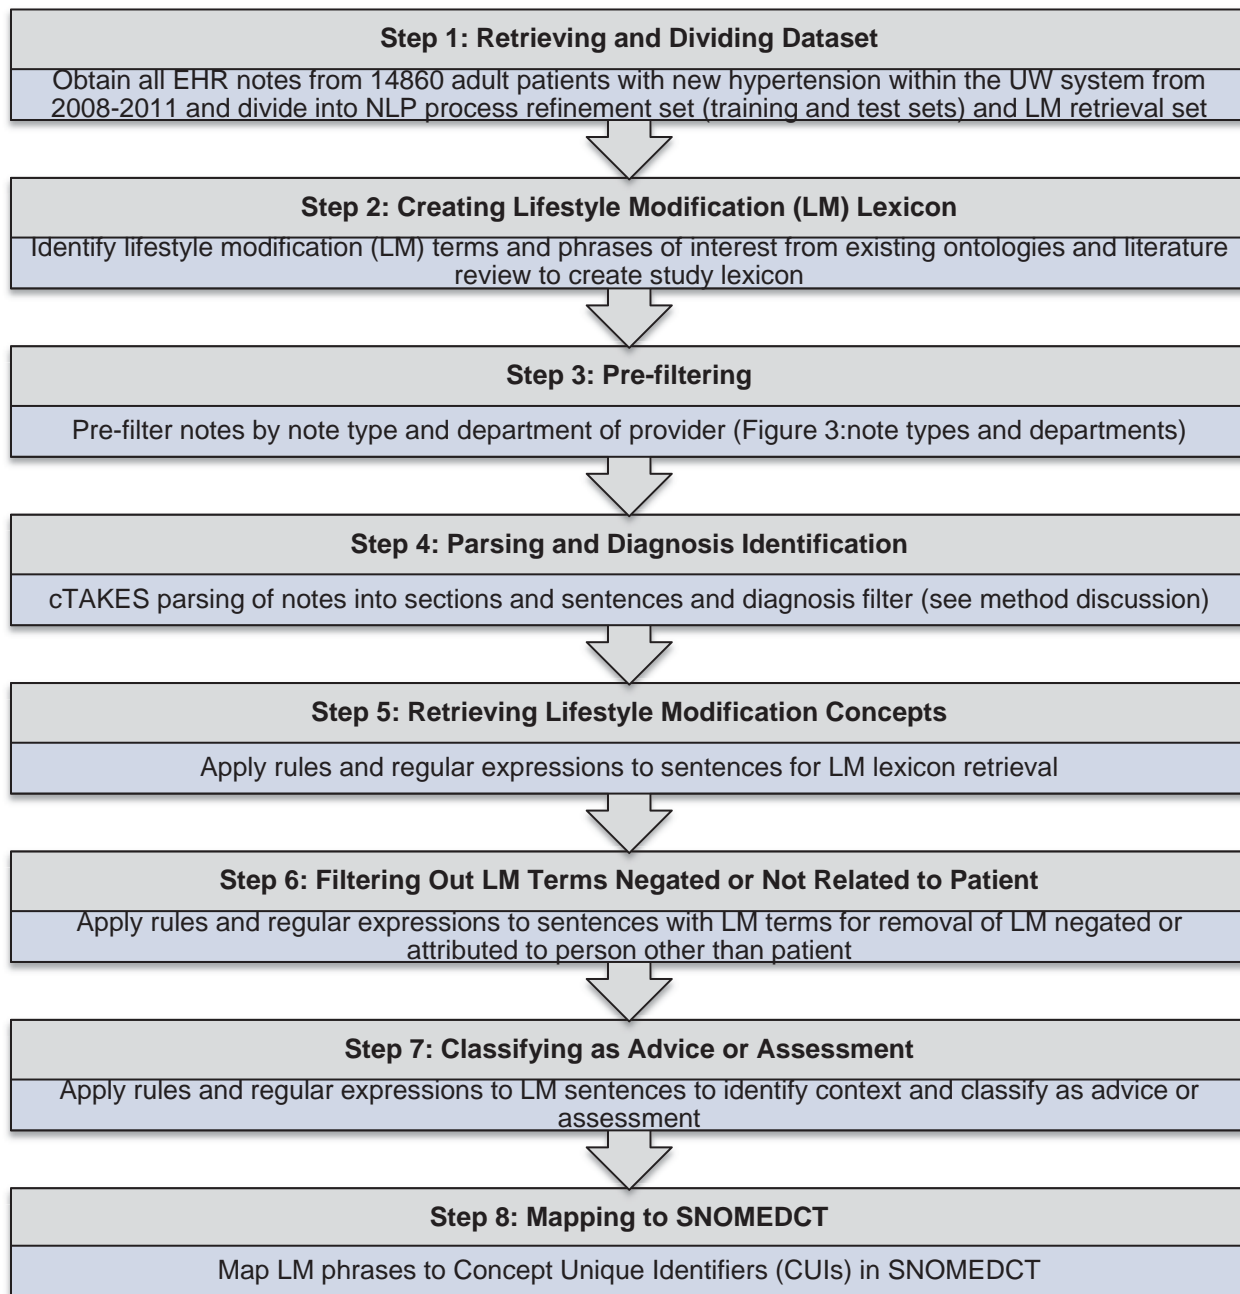 Step 1: Retrieving and Dividing Dataset
Obtain all EHR notes from 14860 adult patients with new hypertension within the UW system from
2008-2011 and divide into NLP process refinement set (training and test sets) and LM retrieval set
Step 2: Creating Lifestyle Modification (LM) Lexicon
Identify lifestyle modification (LM) terms and phrases of interest from existing ontologies and literature
review to create study lexicon
Step 3: Pre-filtering
Pre-filter notes by note type and department of provider (Figure 3:note types and departments)
Step 4: Parsing and Diagnosis Identification
cTAKES parsing of notes into sections and sentences and diagnosis filter (see method discussion)
Step 5: Retrieving Lifestyle Modification Concepts
Apply rules and regular expressions to sentences for LM lexicon retrieval
Step 6: Filtering Out LM Terms Negated or Not Related to Patient
Apply rules and regular expressions to sentences with LM terms for removal of LM negated or
attributed to person other than patient
Step 7: Classifying as Advice or Assessment
Apply rules and regular expressions to LM sentences to identify context and classify as advice or
assessment
Step 8: Mapping to SNOMEDCT
Map LM phrases to Concept Unique Identifiers (CUIs) in SNOMEDCT